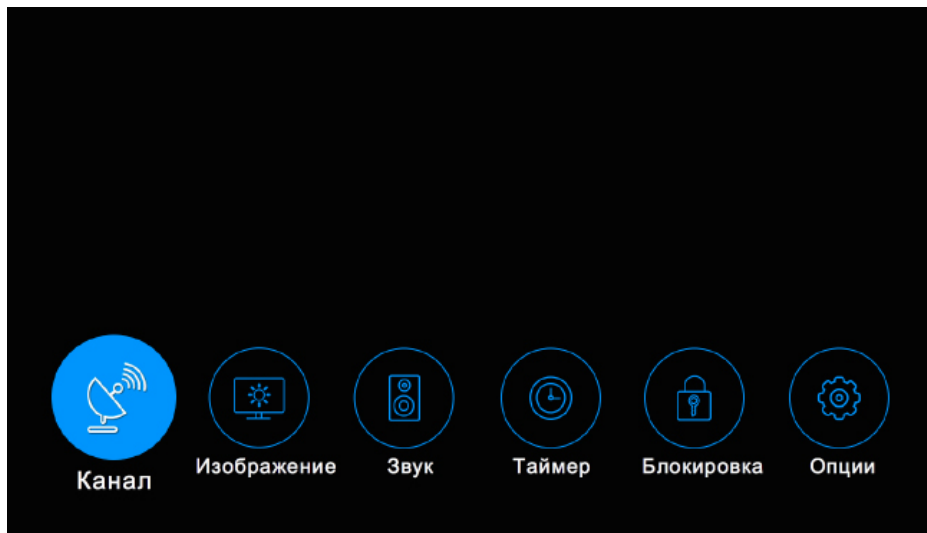 Канал
Изображение
Звук
Таймер
Блокировка
Опции